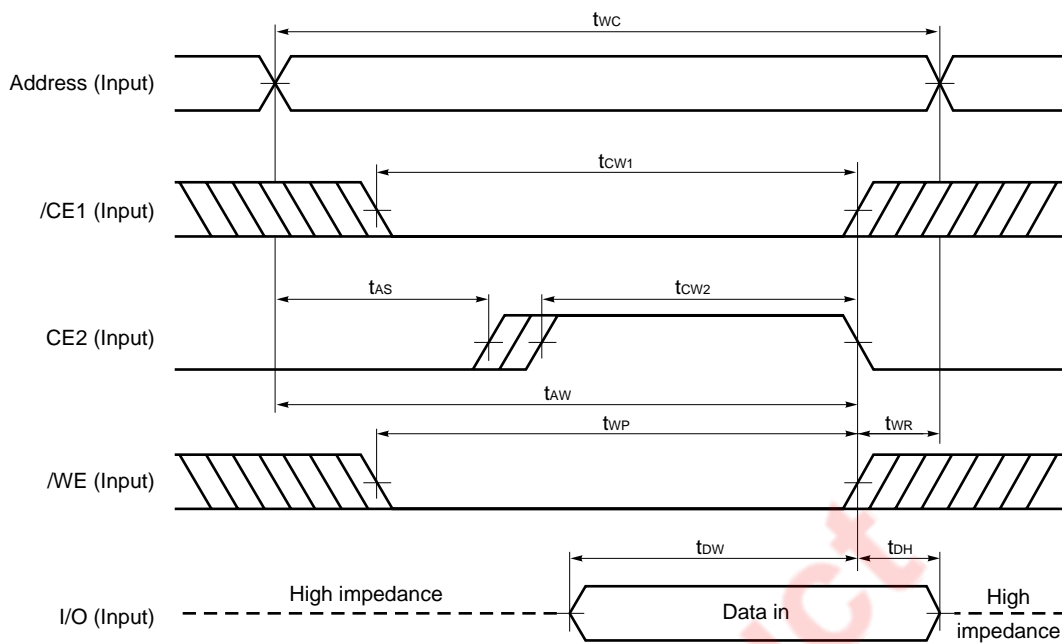 tWC
Address (Input)
tCW1
/CE1 (Input)
tAS
tCW2
CE2 (Input)
tAW
tWP
tWR
/WE (Input)
tDW
tDH
High impedance
Data in
High
impedance
I/O (Input)
uct